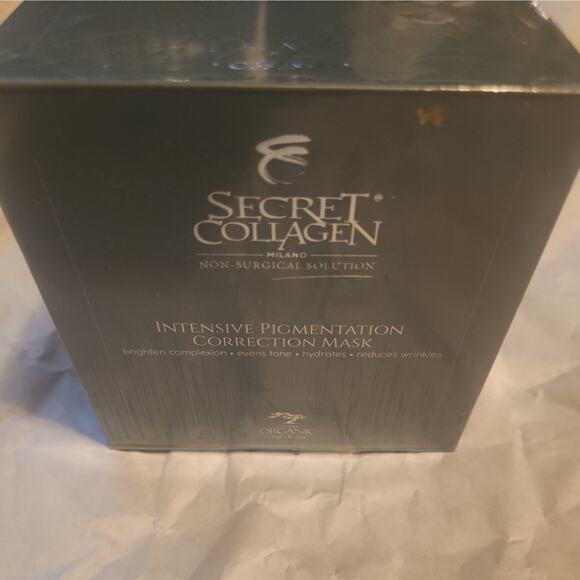 SECRET®
COLLAGEN
MILANO
NON-SURGICAL SOLUTION
INTENSIVE PIGMENTATION
CORRECTION MASK
brighten complexion • evens tone • hydrates • reduces wrinkles
ORGANIC